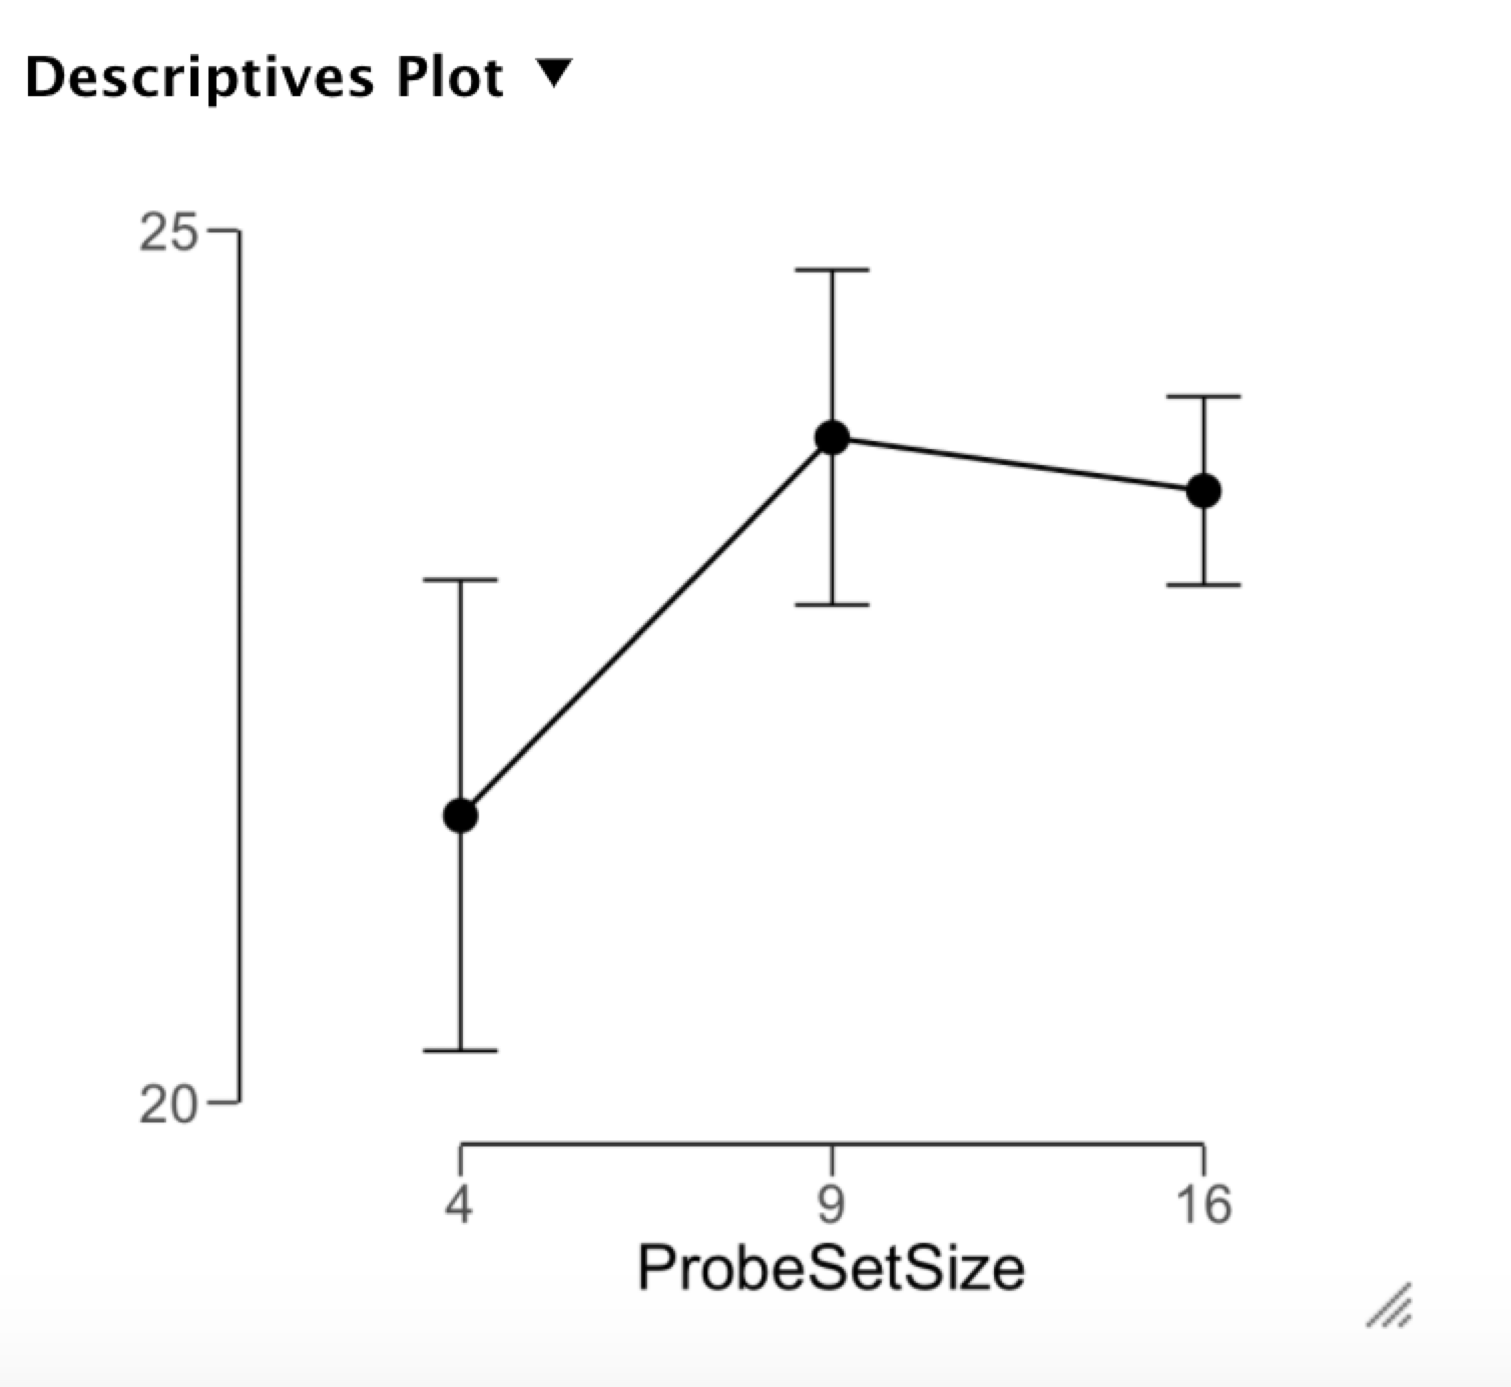 Descriptives Plot ▼
25
20
4 9 16
ProbeSetSize